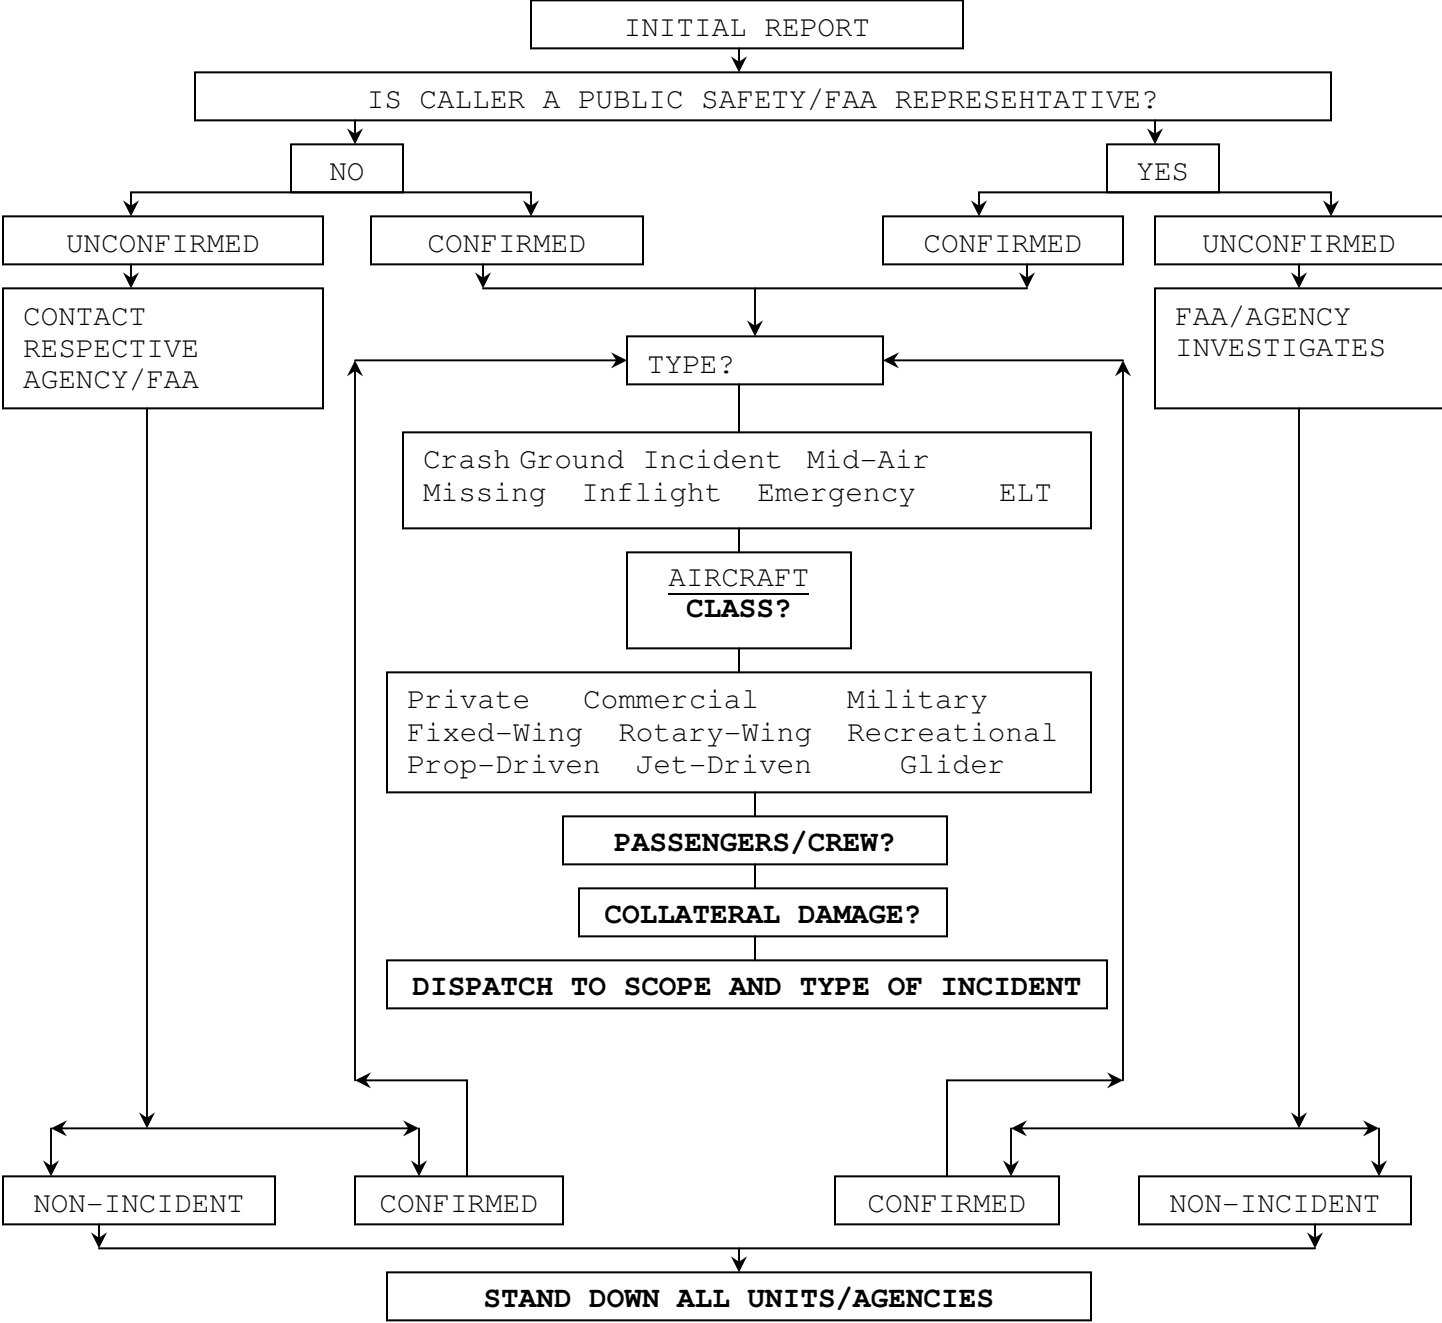 INITIAL REPORT
IS CALLER A PUBLIC SAFETY/FAA REPRESEHTATIVE?
NO
YES
UNCONFIRMED
CONFIRMED
CONFIRMED
UNCONFIRMED
CONTACT
RESPECTIVE
AGENCY/FAA
FAA/AGENCY
INVESTIGATES
TYPE?
Crash Ground Incident Mid-Air
Missing Inflight Emergency ELT
AIRCRAFT
CLASS?
Private Commercial Military
Fixed-Wing Rotary-Wing Recreational
Prop-Driven Jet-Driven Glider
PASSENGERS/CREW?
COLLATERAL DAMAGE?
DISPATCH TO SCOPE AND TYPE OF INCIDENT
NON-INCIDENT
CONFIRMED
CONFIRMED
NON-INCIDENT
STAND DOWN ALL UNITS/AGENCIES